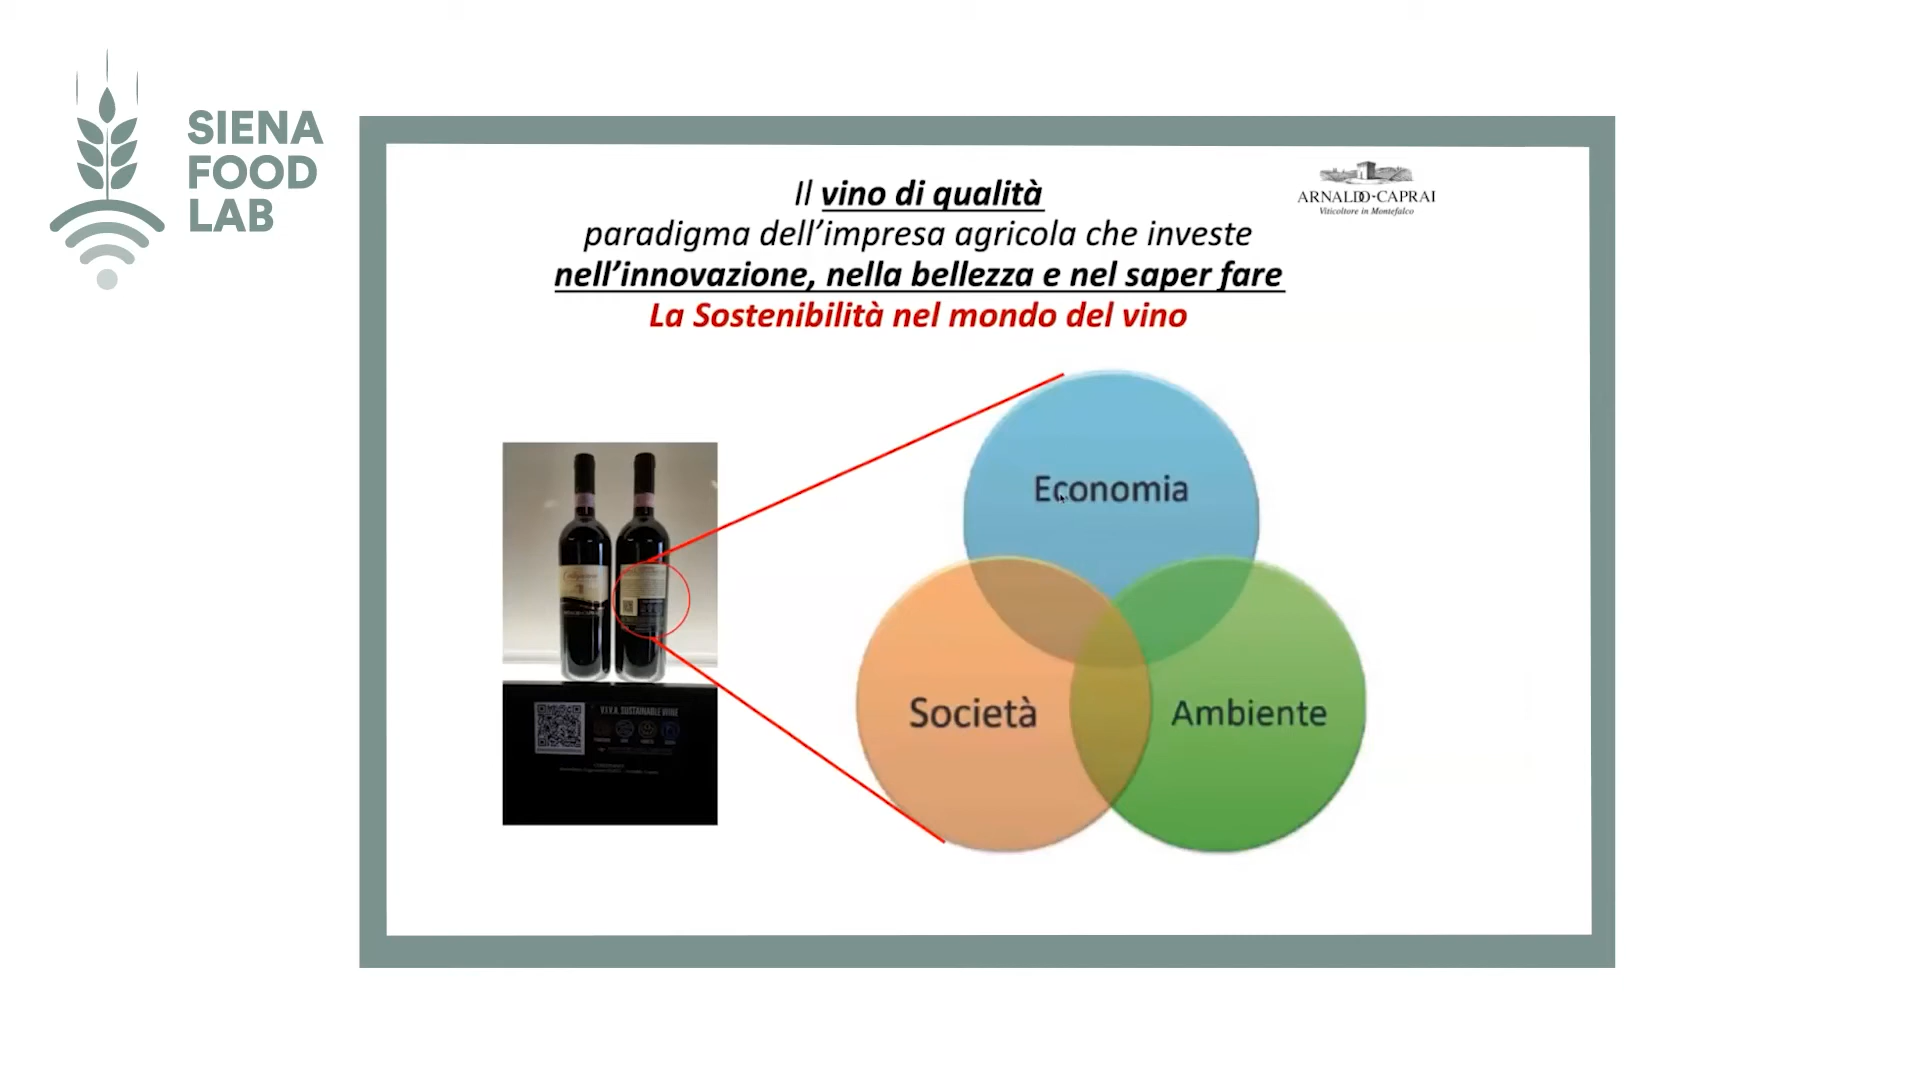 SIENA
FOOD
LAB
Il vino di qualità
paradigma dell’impresa agricola che investe
nell’innovazione, nella bellezza e nel saper fare
La Sostenibilità nel mondo del vino
ARNALDO-CAPRAI
Viticoltore in Montefalco
Economia
Società
Ambiente
V.I.V.A. SUSTAINABLE WINE